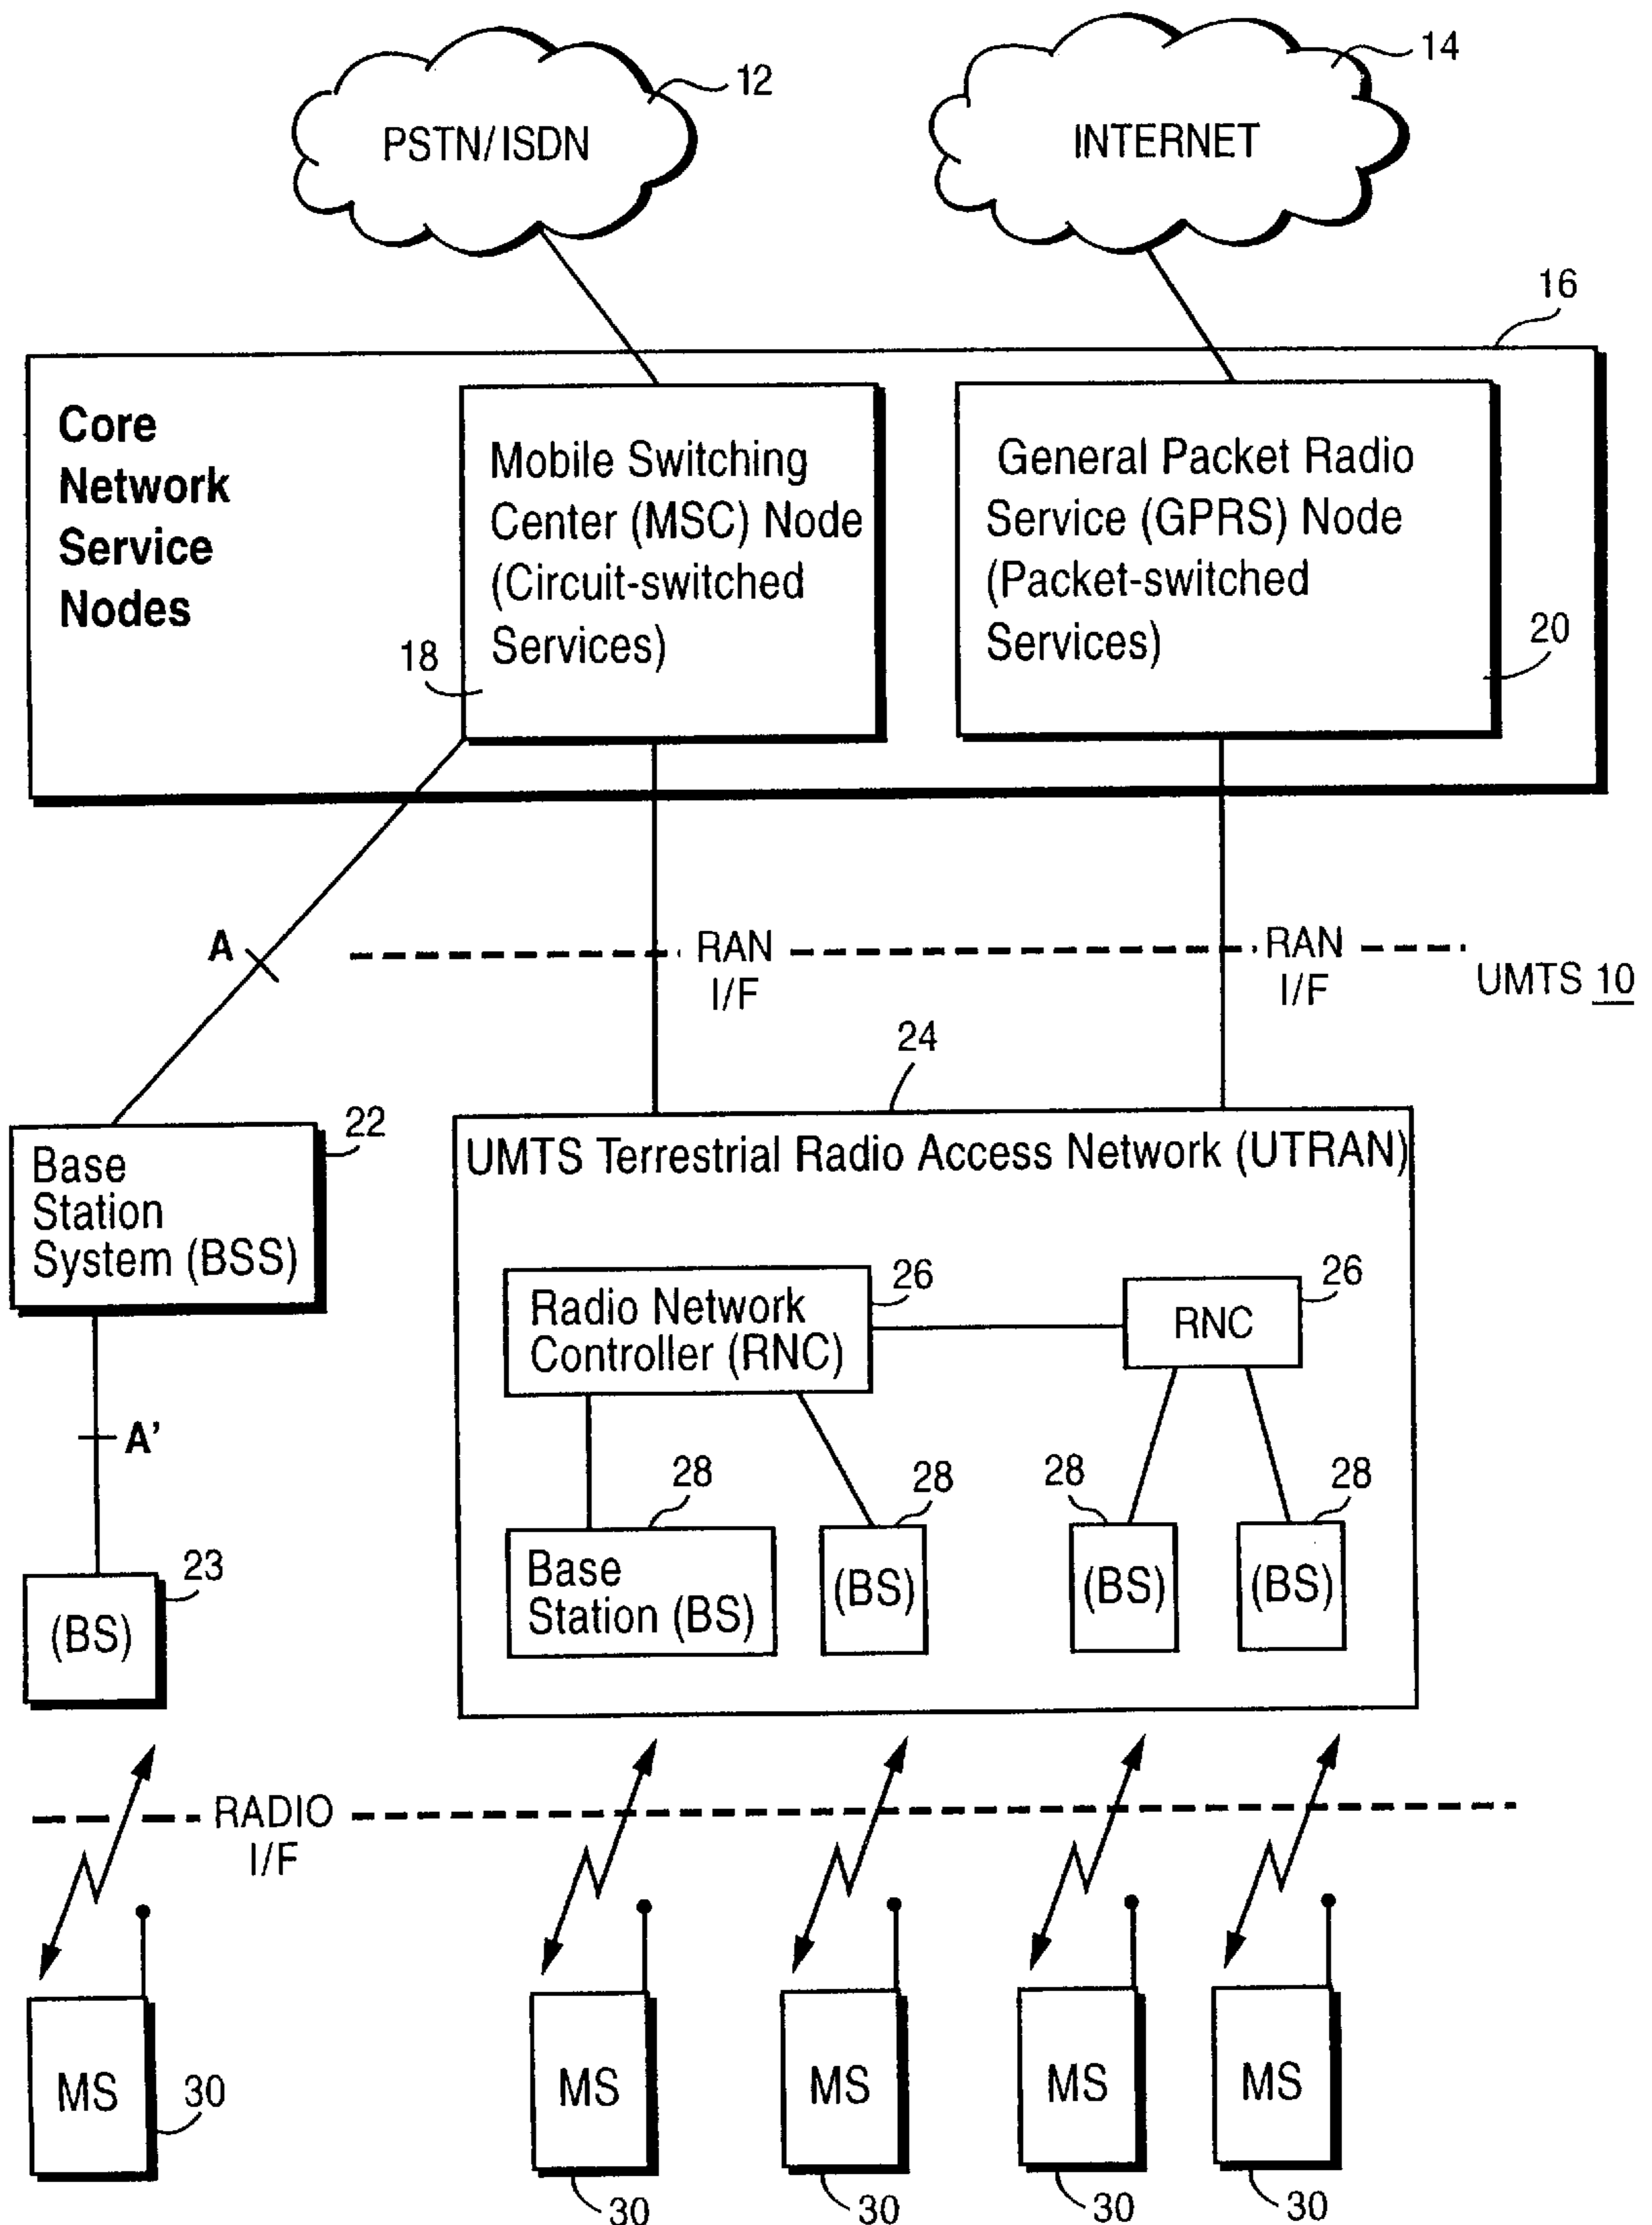 12
14
PSTN/ISDN
INTERNET
16
Core
Network
Service
Nodes
Mobile Switching
Center (MSC) Node
(Circuit-switched
Services)
18
General Packet Radio
Service (GPRS) Node
(Packet-switched
Services)
20
A
RAN
I/F
RAN
I/F
UMTS 10
24
22
Base
Station
System (BSS)
UMTS Terrestrial Radio Access Network (UTRAN)
26
Radio Network
Controller (RNC)
26
RNC
A'
28
28
28
28
23
(BS)
Base
Station (BS)
(BS)
(BS)
(BS)
RADIO
I/F
MS
30
MS
MS
MS
MS
30
30
30
30